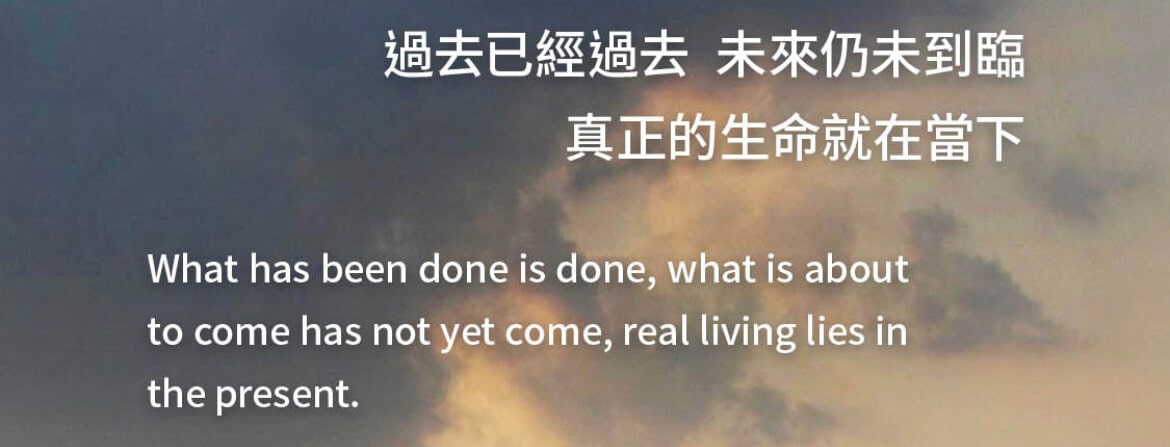 過去已經過去 未來仍未到臨
真正的生命就在當下
What has been done is done, what is about
to come has not yet come, real living lies in
the present.